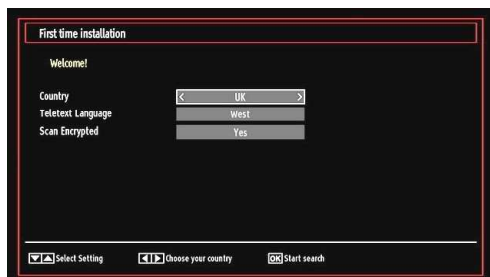 First time installation
Welcome!
Country < UK >
Teletext Language West
Scan Encrypted Yes
Select Setting Choose your country OK Start search